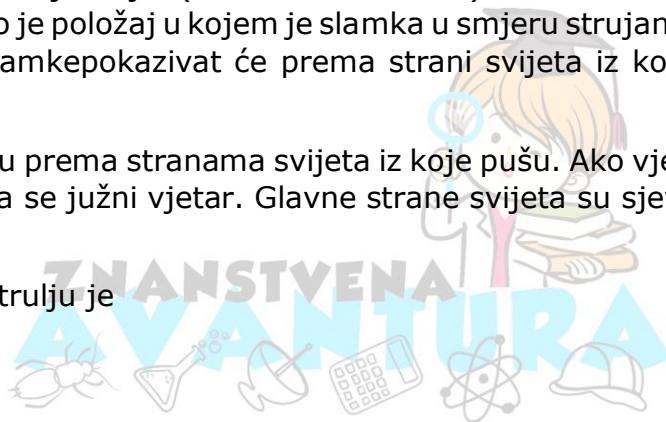 o je položaj u kojem je slamka u smjeru strujan
amkepokazivat će prema strani svijeta iz ko
u prema stranama svijeta iz koje pušu. Ako vje
a se južni vjetar. Glavne strane svijeta su sje
trulju je
ZNANSTVENA
AVANTURA